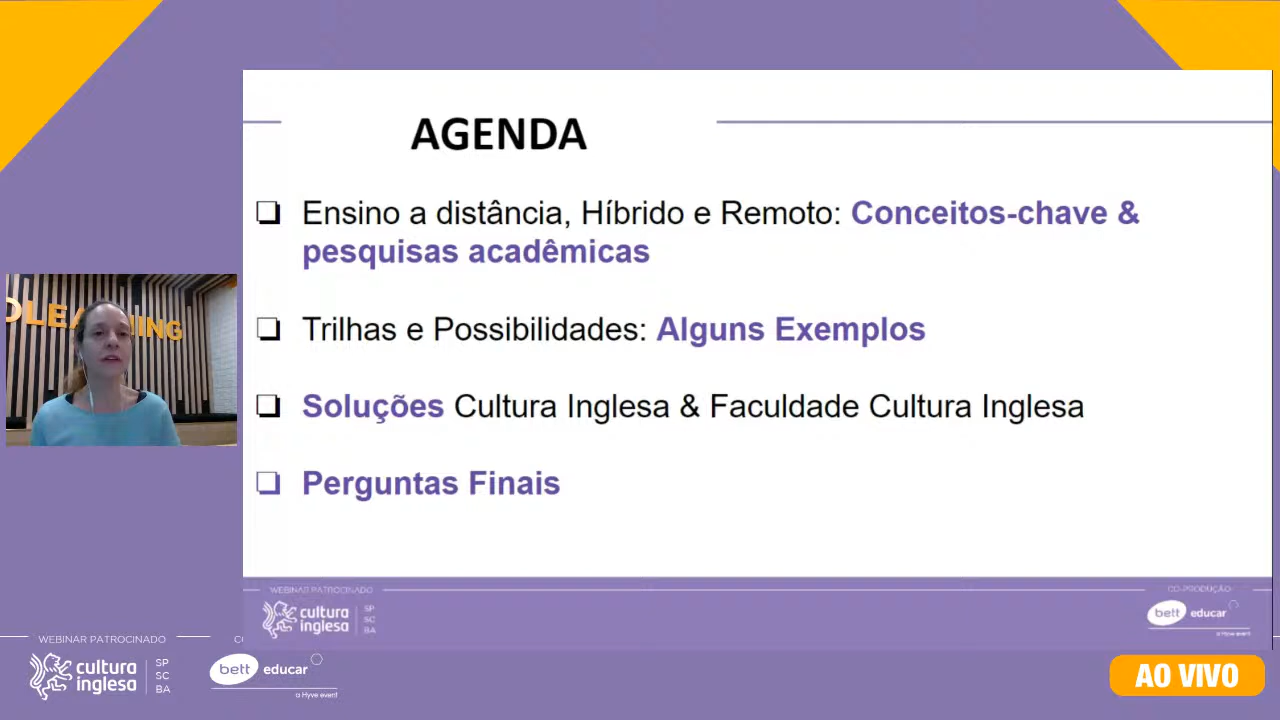 AGENDA
❏ Ensino a distância, Híbrido e Remoto: Conceitos-chave &
pesquisas acadêmicas
❏ Trilhas e Possibilidades: Alguns Exemplos
❏ Soluções Cultura Inglesa & Faculdade Cultura Inglesa
❏ Perguntas Finais
WEBINAR PATROCINADO
cultura
inglesa
SP
SC
BA
CO-PRODUÇÃO
bett educar
a Hyve event
WEBINAR PATROCINADO
cultura
inglesa
SP
SC
BA
bett educar
a Hyve event
AO VIVO